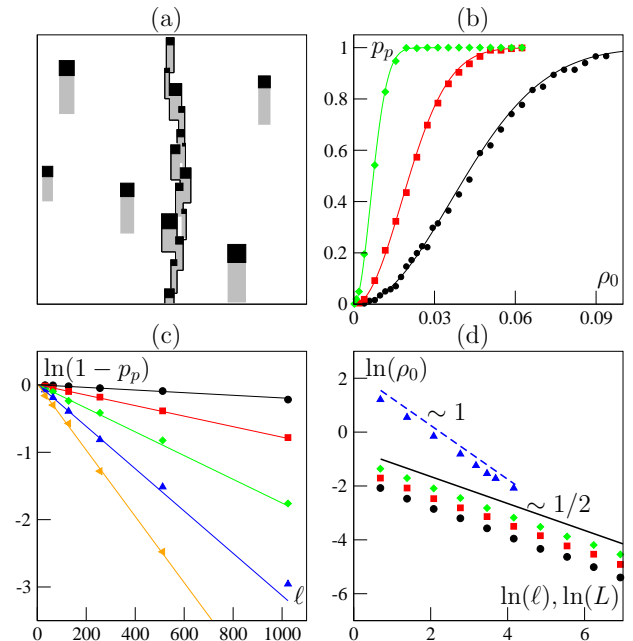 (a)
(b)
p_p
1
0.8
0.6
0.4
0.2
0
ρ_0
0 0.03 0.06 0.09
(c)
ln(1 − p_p)
0
-1
-2
-3
ℓ
0 200 400 600 800 1000
(d)
ln(ρ_0)
2
0
-2
-4
-6
∼ 1
∼ 1/2
ln(ℓ), ln(L)
0 2 4 6